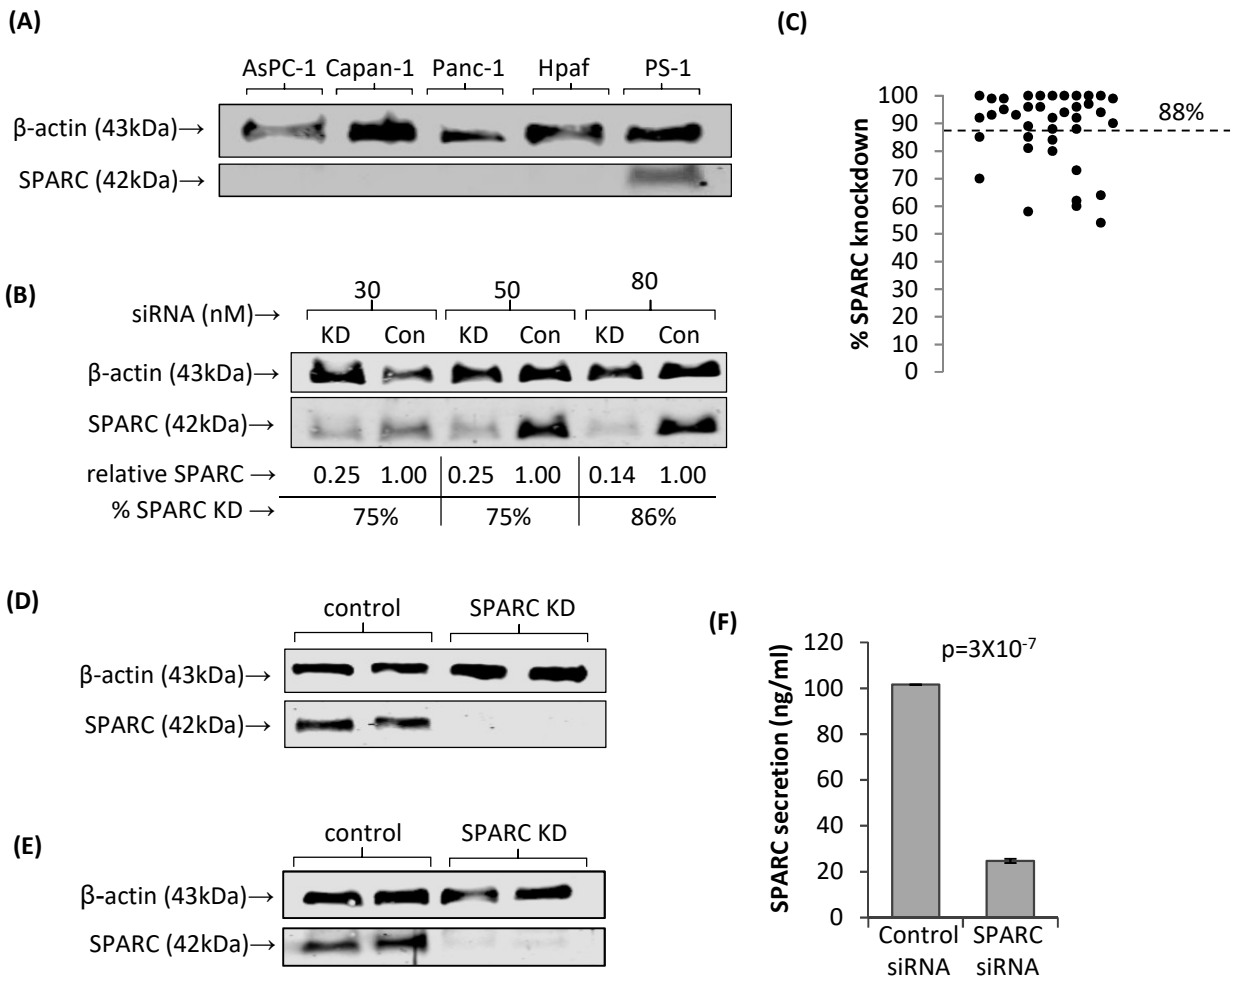 (A)
AsPC-1 Capan-1 Panc-1 Hpaf PS-1
β-actin (43kDa)→
SPARC (42kDa)→
(B)
siRNA (nM)→ 30 50 80
KD Con KD Con KD Con
β-actin (43kDa)→
SPARC (42kDa)→
relative SPARC → 0.25 1.00 0.25 1.00 0.14 1.00
% SPARC KD → 75% 75% 86%
(C)
% SPARC knockdown
100
90
80
70
60
50
40
30
20
10
0
88%
(D)
control SPARC KD
β-actin (43kDa)→
SPARC (42kDa)→
(E)
control SPARC KD
β-actin (43kDa)→
SPARC (42kDa)→
(F)
SPARC secretion (ng/ml)
120
100
80
60
40
20
0
p=3X10⁻⁷
Control SPARC
siRNA siRNA